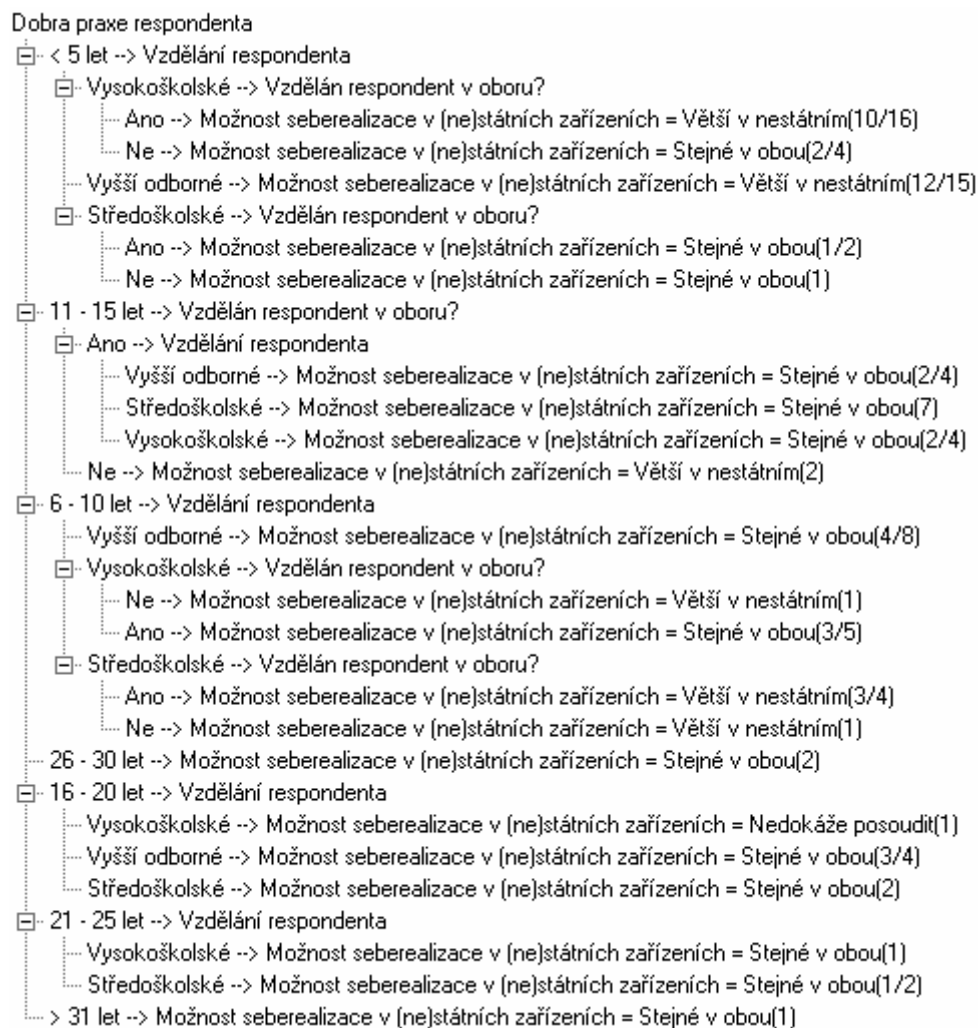 Dobra praxe respondenta
< 5 let --> Vzdělání respondenta
Vysokoškolské --> Vzdělán respondent v oboru?
Ano --> Možnost seberealizace v (ne)státních zařízeních = Větší v nestátním(10/16)
Ne --> Možnost seberealizace v (ne)státních zařízeních = Stejné v obou(2/4)
Vyšší odborné --> Možnost seberealizace v (ne)státních zařízeních = Větší v nestátním(12/15)
Středoškolské --> Vzdělán respondent v oboru?
Ano --> Možnost seberealizace v (ne)státních zařízeních = Stejné v obou(1/2)
Ne --> Možnost seberealizace v (ne)státních zařízeních = Stejné v obou(1)
11 - 15 let --> Vzdělán respondent v oboru?
Ano --> Vzdělání respondenta
Vyšší odborné --> Možnost seberealizace v (ne)státních zařízeních = Stejné v obou(2/4)
Středoškolské --> Možnost seberealizace v (ne)státních zařízeních = Stejné v obou(7)
Vysokoškolské --> Možnost seberealizace v (ne)státních zařízeních = Stejné v obou(2/4)
Ne --> Možnost seberealizace v (ne)státních zařízeních = Větší v nestátním(2)
6 - 10 let --> Vzdělání respondenta
Vyšší odborné --> Možnost seberealizace v (ne)státních zařízeních = Stejné v obou(4/8)
Vysokoškolské --> Vzdělán respondent v oboru?
Ne --> Možnost seberealizace v (ne)státních zařízeních = Větší v nestátním(1)
Ano --> Možnost seberealizace v (ne)státních zařízeních = Stejné v obou(3/5)
Středoškolské --> Vzdělán respondent v oboru?
Ano --> Možnost seberealizace v (ne)státních zařízeních = Větší v nestátním(3/4)
Ne --> Možnost seberealizace v (ne)státních zařízeních = Větší v nestátním(1)
26 - 30 let --> Možnost seberealizace v (ne)státních zařízeních = Stejné v obou(2)
16 - 20 let --> Vzdělání respondenta
Vysokoškolské --> Možnost seberealizace v (ne)státních zařízeních = Nedokáže posoudit(1)
Vyšší odborné --> Možnost seberealizace v (ne)státních zařízeních = Stejné v obou(3/4)
Středoškolské --> Možnost seberealizace v (ne)státních zařízeních = Stejné v obou(2)
21 - 25 let --> Vzdělání respondenta
Vysokoškolské --> Možnost seberealizace v (ne)státních zařízeních = Stejné v obou(1)
Středoškolské --> Možnost seberealizace v (ne)státních zařízeních = Stejné v obou(1/2)
> 31 let --> Možnost seberealizace v (ne)státních zařízeních = Stejné v obou(1)